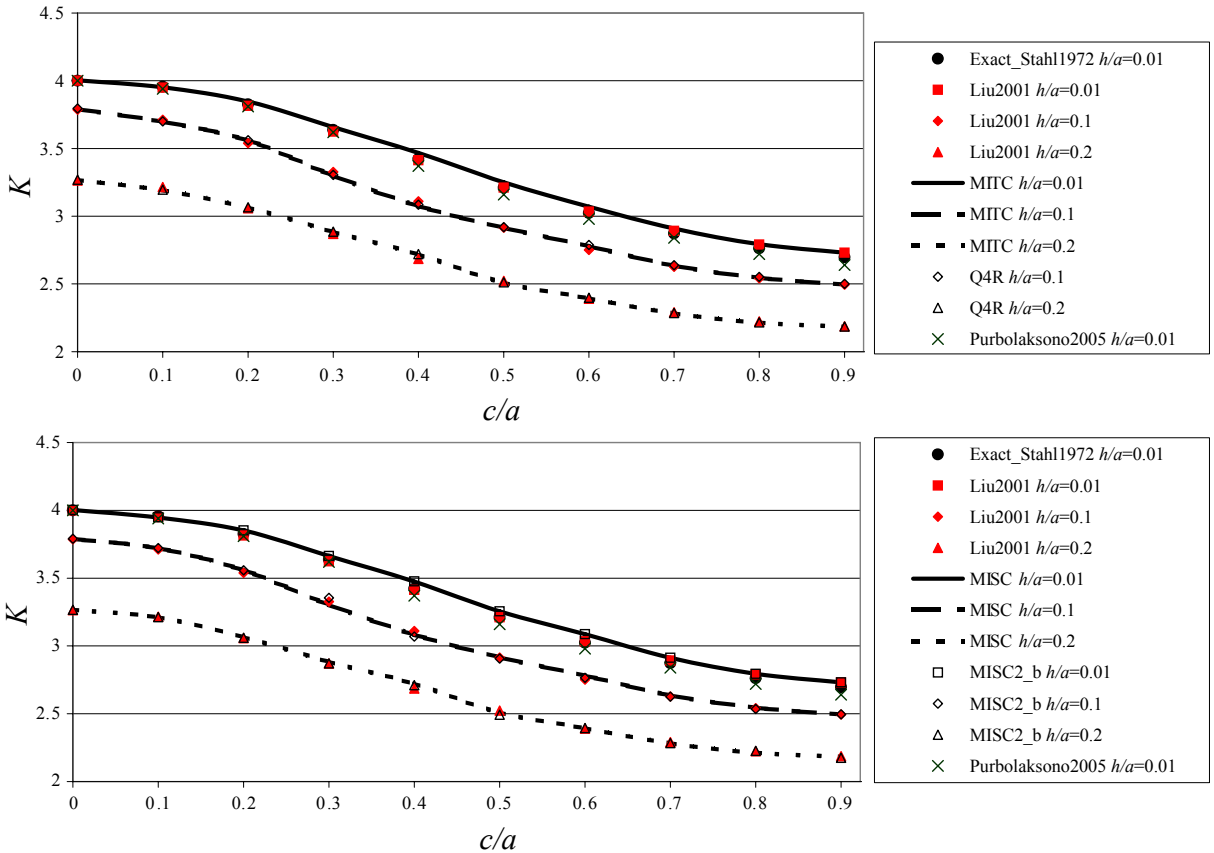 4.5
4
3.5
3
2.5
2
K
0 0.1 0.2 0.3 0.4 0.5 0.6 0.7 0.8 0.9
c/a
Exact_Stahl1972 h/a=0.01
Liu2001 h/a=0.01
Liu2001 h/a=0.1
Liu2001 h/a=0.2
MITC h/a=0.01
MITC h/a=0.1
MITC h/a=0.2
Q4R h/a=0.1
Q4R h/a=0.2
Purbolaksono2005 h/a=0.01
4.5
4
3.5
3
2.5
2
K
0 0.1 0.2 0.3 0.4 0.5 0.6 0.7 0.8 0.9
c/a
Exact_Stahl1972 h/a=0.01
Liu2001 h/a=0.01
Liu2001 h/a=0.1
Liu2001 h/a=0.2
MISC h/a=0.01
MISC h/a=0.1
MISC h/a=0.2
MISC2_b h/a=0.01
MISC2_b h/a=0.1
MISC2_b h/a=0.2
Purbolaksono2005 h/a=0.01